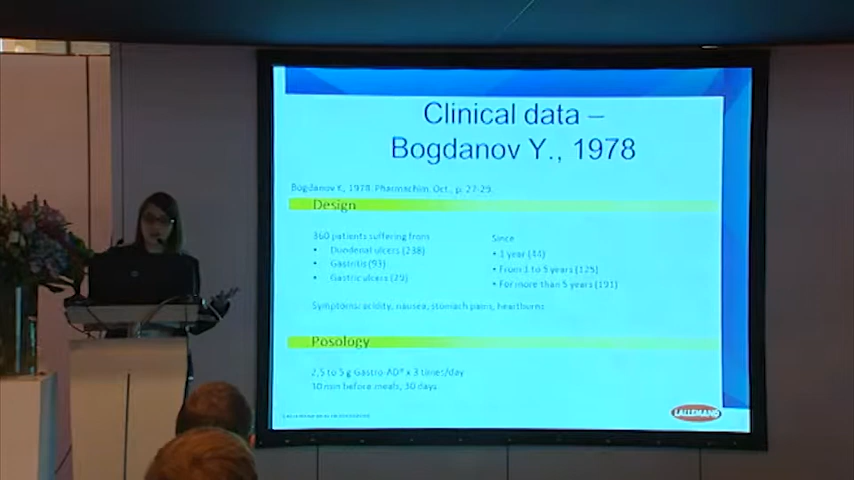 Clinical data –
Bogdanov Y., 1978
Bogdanov Y., 1978. Pharmachim. Oct., p. 27-29.
Design
360 patients suffering from
• Duodenal ulcers (238)
• Gastritis (93)
• Gastric ulcers (29)
Since
• 1 year (44)
• From 1 to 5 years (125)
• For more than 5 years (191)
Symptoms: acidity, nausea, stomach pains, heartburns
Posology
2,5 to 5 g Gastro-AD® x 3 times/day
30 min before meals, 30 days
LALLEMAND